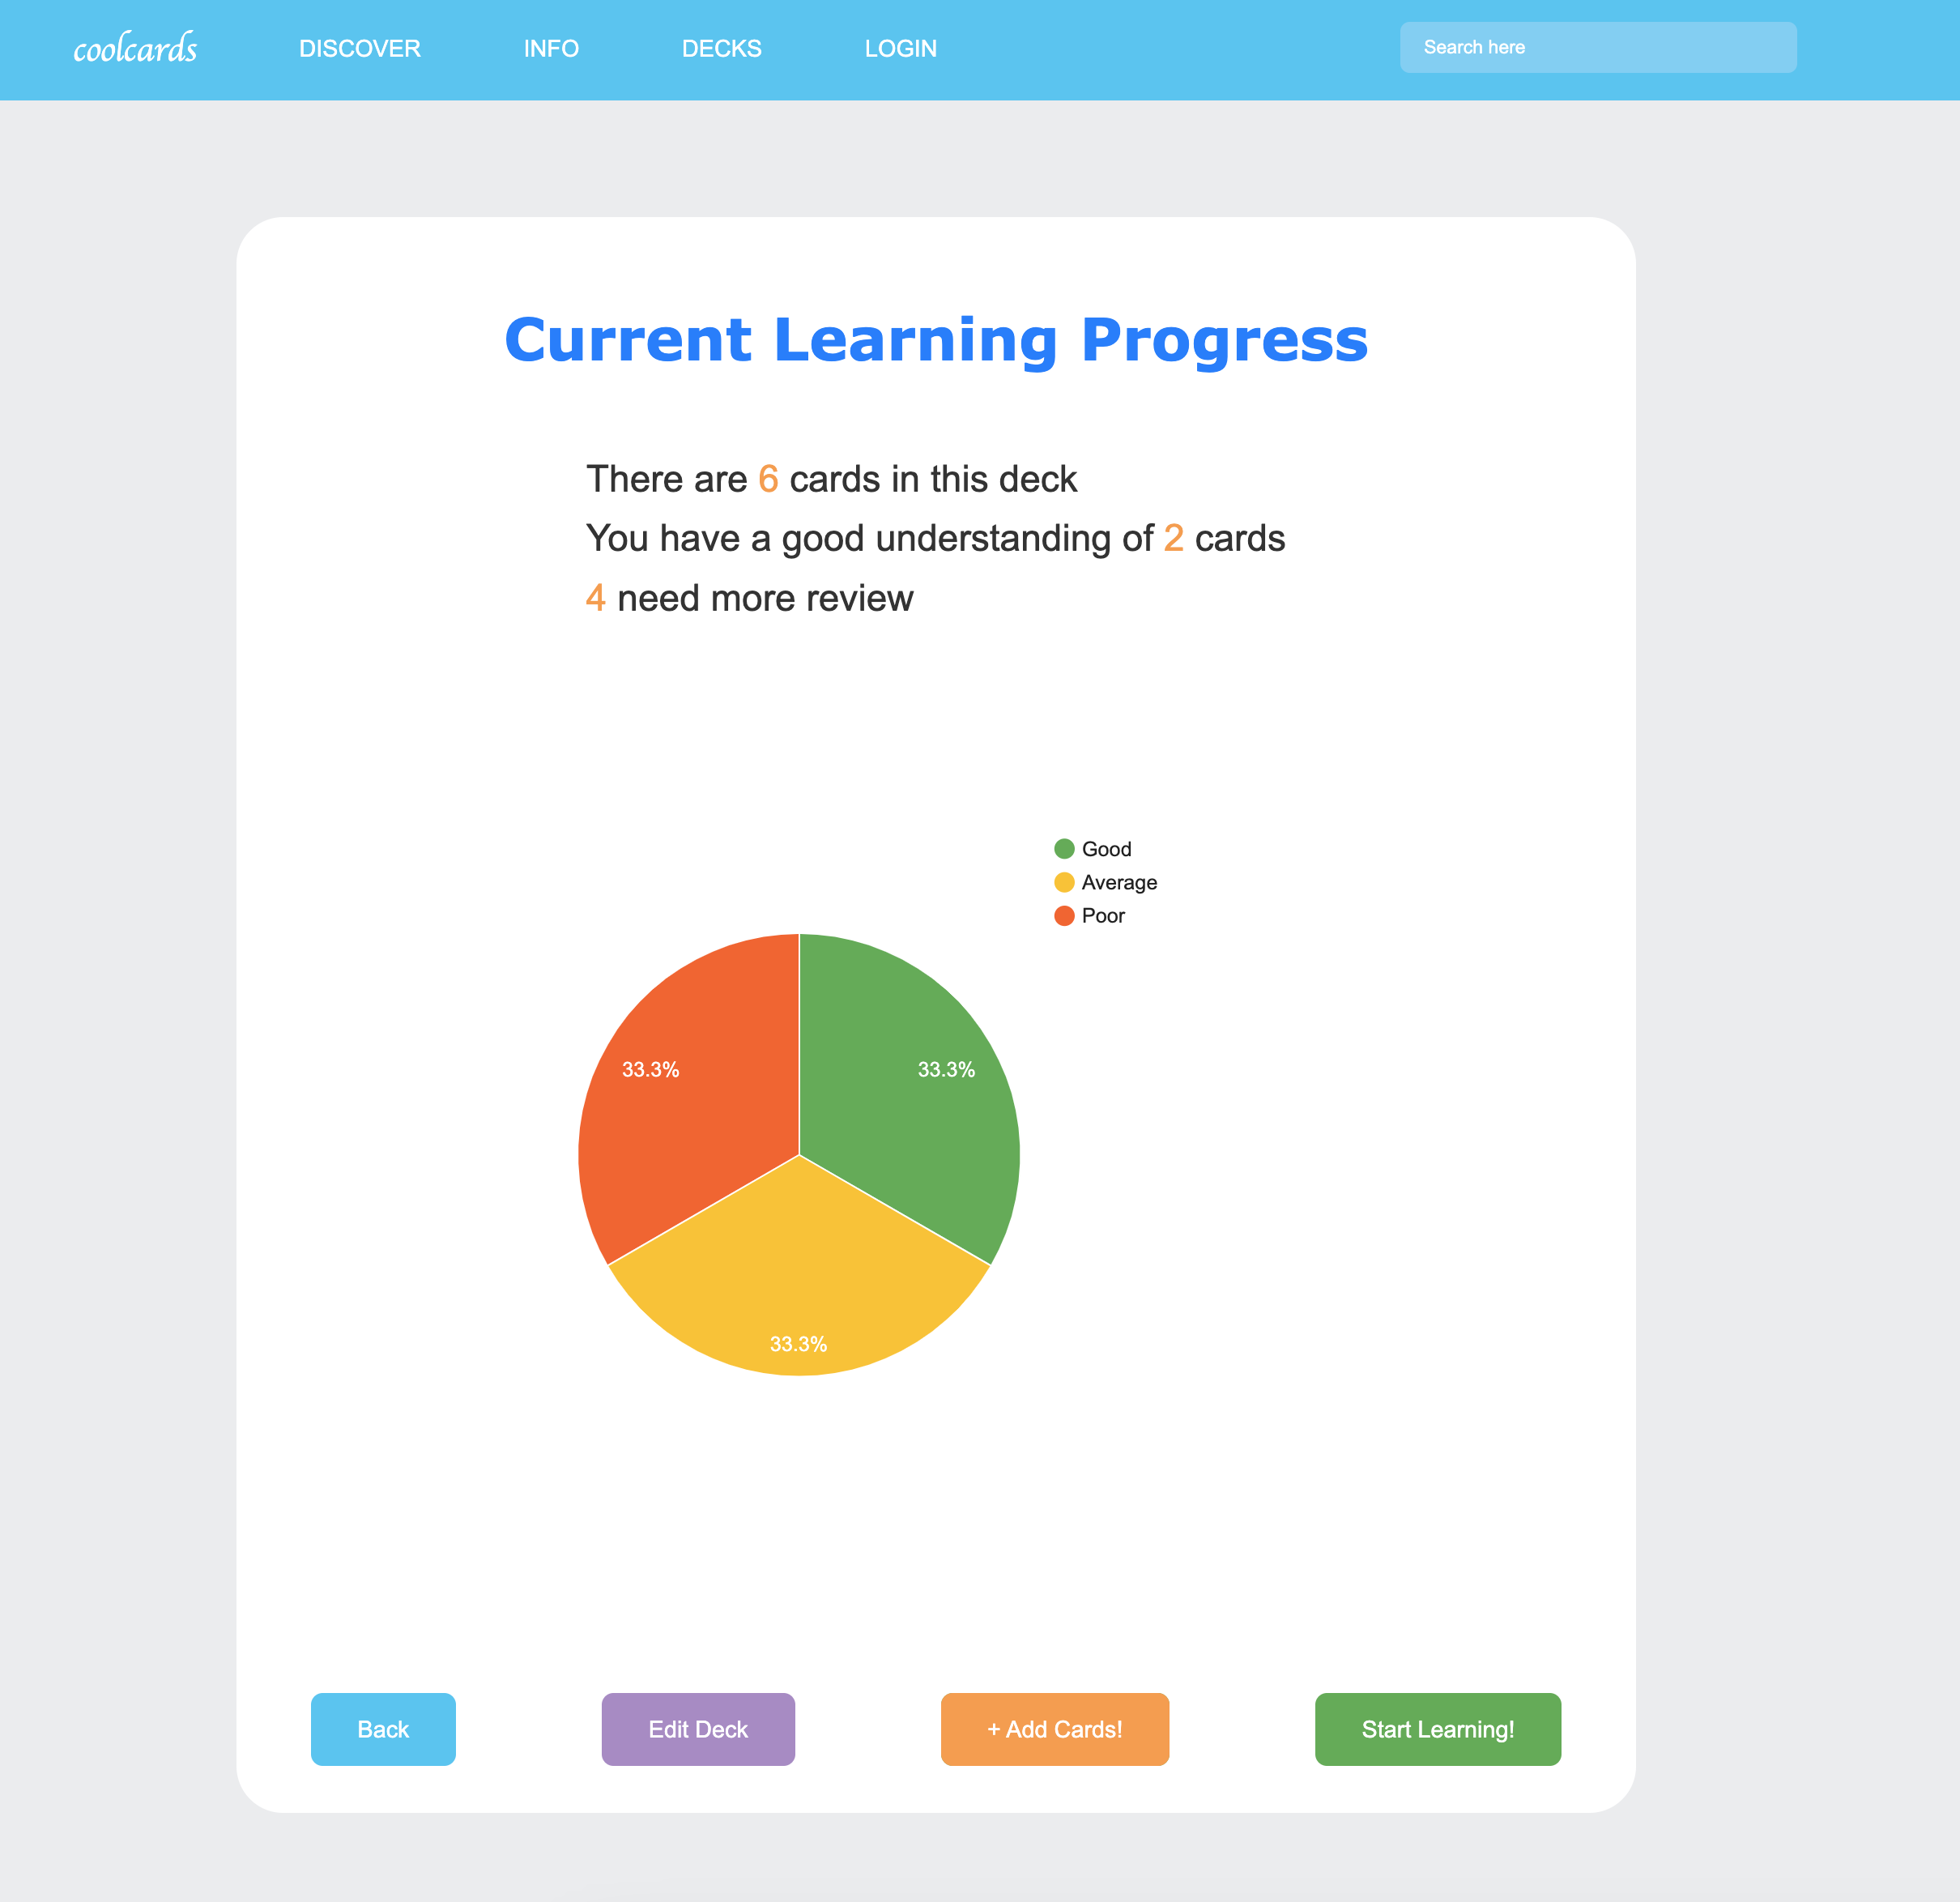 coolcards
DISCOVER
INFO
DECKS
LOGIN
Search here
Current Learning Progress
There are 6 cards in this deck
You have a good understanding of 2 cards
4 need more review
Good
Average
Poor
33.3%
33.3%
33.3%
Back
Edit Deck
+ Add Cards!
Start Learning!